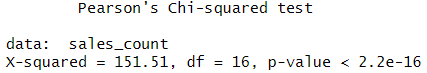 Pearson's Chi-squared test
data:  sales_count
X-squared = 151.51, df = 16, p-value < 2.2e-16